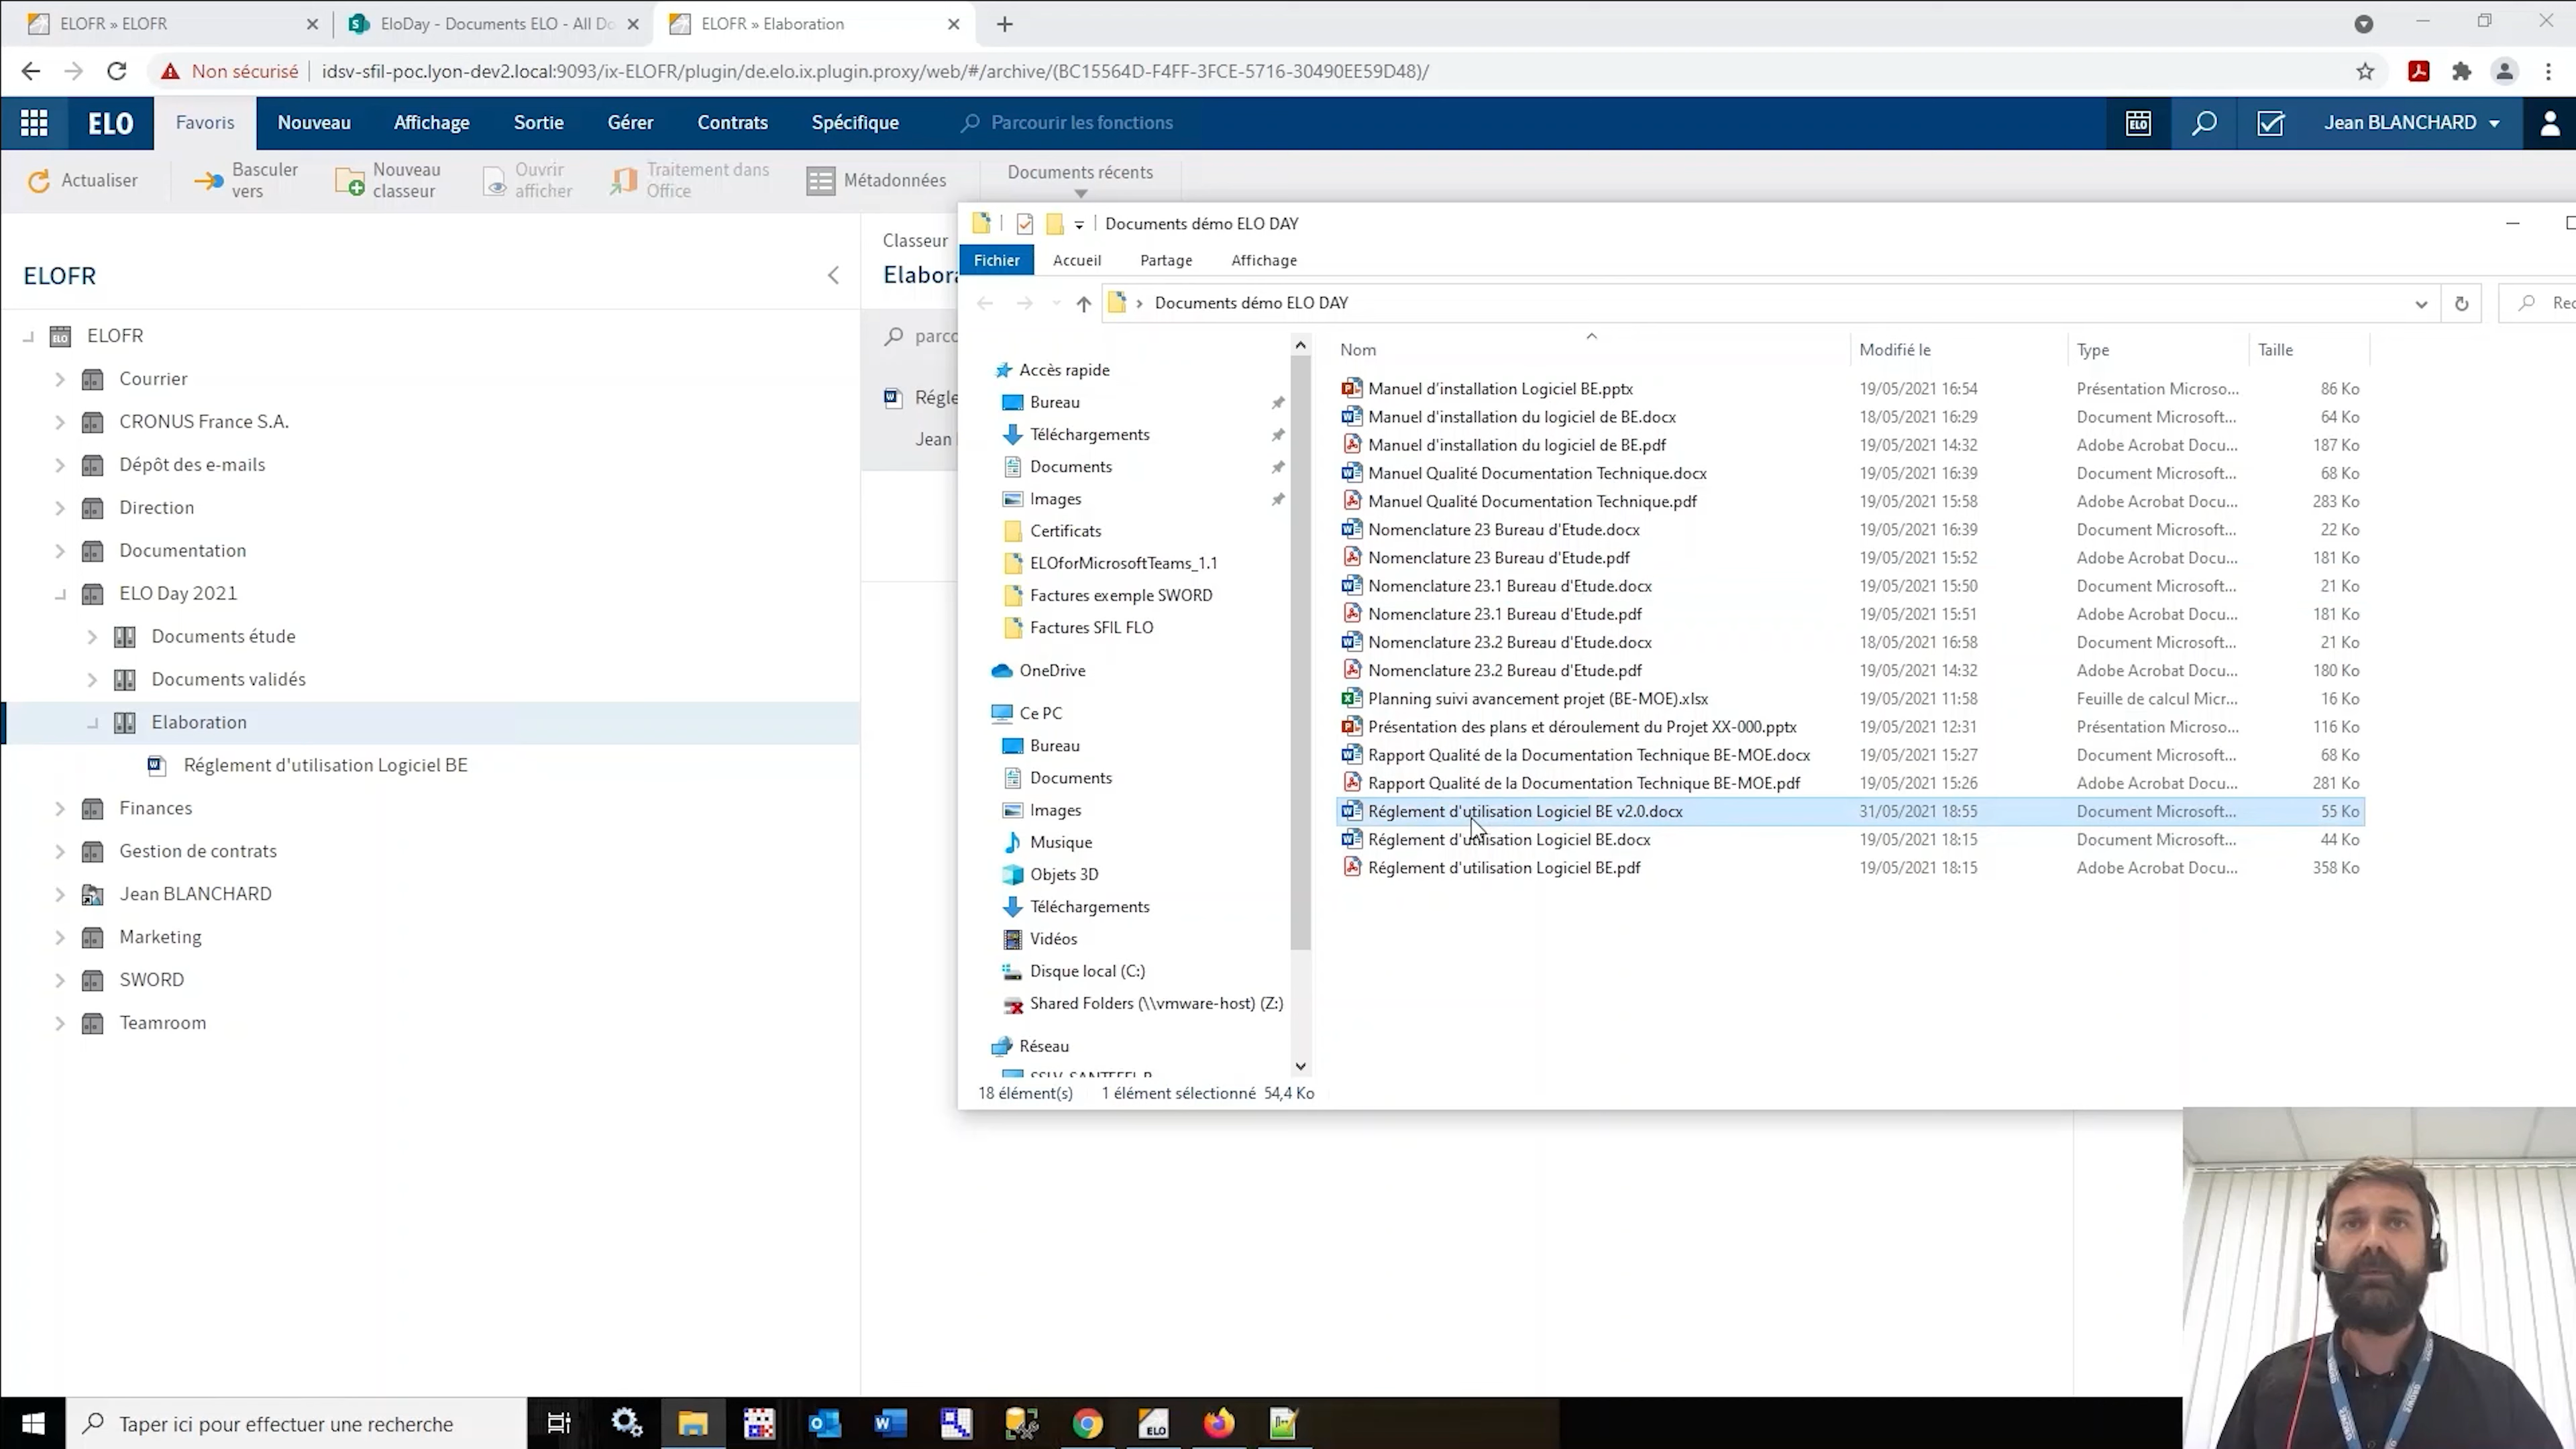 ELOFR » ELOFR
EloDay - Documents ELO - All Do
ELOFR » Elaboration
Non sécurisé
idsv-sfil-poc.lyon-dev2.local:9093/ix-ELOFR/plugin/de.elo.ix.plugin.proxy/web/#/archive/(BC15564D-F4FF-3FCE-5716-30490EE59D48)/
ELO Favoris Nouveau Affichage Sortie Gérer Contrats Spécifique Parcourir les fonctions ELO Jean BLANCHARD
Actualiser
Basculer vers
Nouveau classeur
Ouvrir afficher
Traitement dans Office
Métadonnées
Documents récents
ELOFR
ELOFR
Courrier
CRONUS France S.A.
Dépôt des e-mails
Direction
Documentation
ELO Day 2021
Documents étude
Documents validés
Elaboration
Réglement d'utilisation Logiciel BE
Finances
Gestion de contrats
Jean BLANCHARD
Marketing
SWORD
Teamroom
Classeur
Elabora
parco
Régle
Jean
Documents démo ELO DAY
Fichier Accueil Partage Affichage
Documents démo ELO DAY
Rec
Accès rapide
Bureau
Téléchargements
Documents
Images
Certificats
ELOforMicrosoftTeams_1.1
Factures exemple SWORD
Factures SFIL FLO
OneDrive
Ce PC
Bureau
Documents
Images
Musique
Objets 3D
Téléchargements
Vidéos
Disque local (C:)
Shared Folders (\\vmware-host) (Z:)
Réseau
Nom Modifié le Type Taille
Manuel d'installation Logiciel BE.pptx 19/05/2021 16:54 Présentation Microso... 86 Ko
Manuel d'installation du logiciel de BE.docx 18/05/2021 16:29 Document Microsoft... 64 Ko
Manuel d'installation du logiciel de BE.pdf 19/05/2021 14:32 Adobe Acrobat Docu... 187 Ko
Manuel Qualité Documentation Technique.docx 19/05/2021 16:39 Document Microsoft... 68 Ko
Manuel Qualité Documentation Technique.pdf 19/05/2021 15:58 Adobe Acrobat Docu... 283 Ko
Nomenclature 23 Bureau d'Etude.docx 19/05/2021 16:39 Document Microsoft... 22 Ko
Nomenclature 23 Bureau d'Etude.pdf 19/05/2021 15:52 Adobe Acrobat Docu... 181 Ko
Nomenclature 23.1 Bureau d'Etude.docx 19/05/2021 15:50 Document Microsoft... 21 Ko
Nomenclature 23.1 Bureau d'Etude.pdf 19/05/2021 15:51 Adobe Acrobat Docu... 181 Ko
Nomenclature 23.2 Bureau d'Etude.docx 18/05/2021 16:58 Document Microsoft... 21 Ko
Nomenclature 23.2 Bureau d'Etude.pdf 19/05/2021 14:32 Adobe Acrobat Docu... 180 Ko
Planning suivi avancement projet (BE-MOE).xlsx 19/05/2021 11:58 Feuille de calcul Micr... 16 Ko
Présentation des plans et déroulement du Projet XX-000.pptx 19/05/2021 12:31 Présentation Microso... 116 Ko
Rapport Qualité de la Documentation Technique BE-MOE.docx 19/05/2021 15:27 Document Microsoft... 68 Ko
Rapport Qualité de la Documentation Technique BE-MOE.pdf 19/05/2021 15:26 Adobe Acrobat Docu... 281 Ko
Réglement d'utilisation Logiciel BE v2.0.docx 31/05/2021 18:55 Document Microsoft... 55 Ko
Réglement d'utilisation Logiciel BE.docx 19/05/2021 18:15 Document Microsoft... 44 Ko
Réglement d'utilisation Logiciel BE.pdf 19/05/2021 18:15 Adobe Acrobat Docu... 358 Ko
18 élément(s) 1 élément sélectionné 54,4 Ko
Taper ici pour effectuer une recherche
ELO